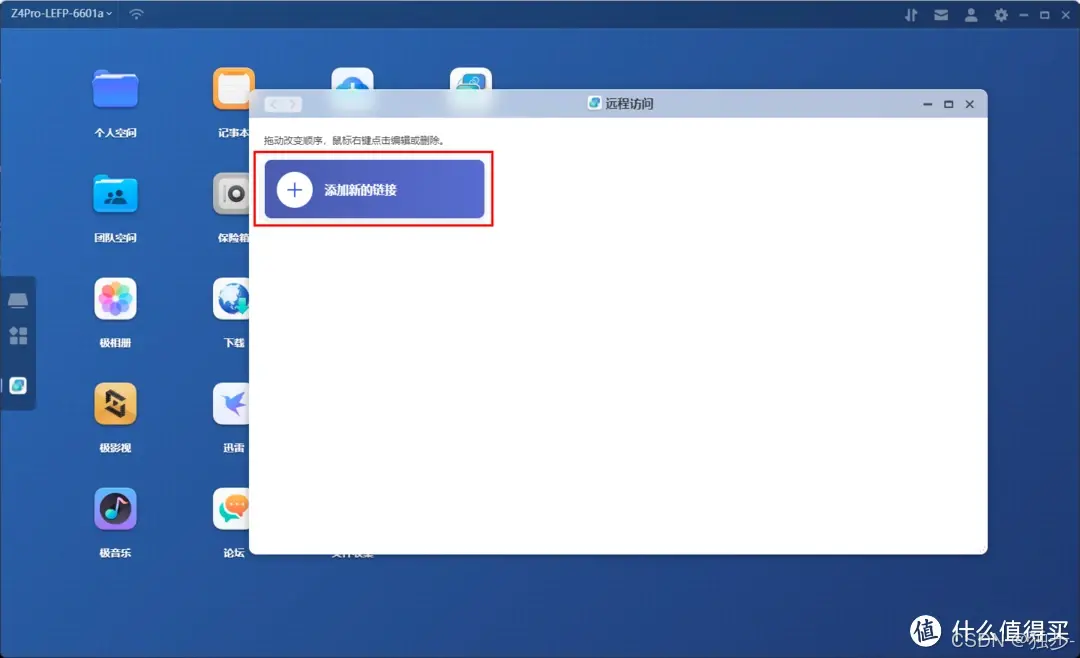 Z4Pro-LEFP-6601a
远程访问
拖动改变顺序，鼠标右键点击编辑或删除。
添加新的链接
个人空间
记事本
团队空间
保险箱
极相册
下载
极影视
迅雷
极音乐
论坛
值 什么值得买
CSDN @独步-